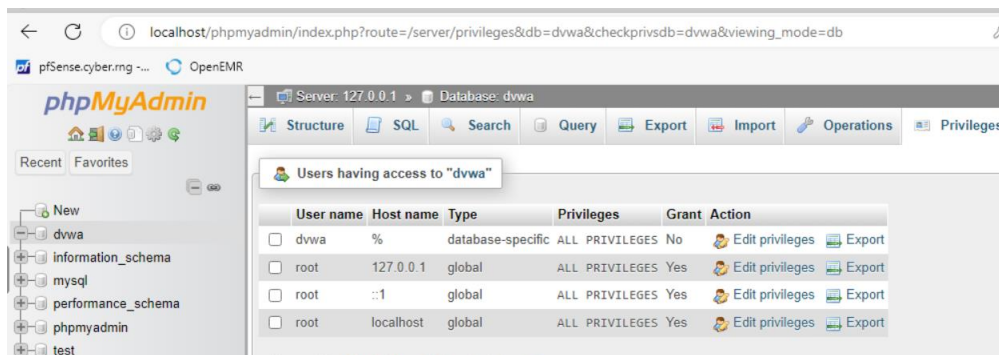 localhost/phpmyadmin/index.php?route=/server/privileges&db=dvwa&checkprivsdb=dvwa&viewing_mode=db
pf pfSense.cyber.rng -... OpenEMR
phpMyAdmin
Recent Favorites
New
dvwa
information_schema
mysql
performance_schema
phpmyadmin
test
Server: 127.0.0.1 » Database: dvwa
Structure SQL Search Query Export Import Operations Privileges
Users having access to "dvwa"
User name Host name Type Privileges Grant Action
dvwa % database-specific ALL PRIVILEGES No Edit privileges Export
root 127.0.0.1 global ALL PRIVILEGES Yes Edit privileges Export
root ::1 global ALL PRIVILEGES Yes Edit privileges Export
root localhost global ALL PRIVILEGES Yes Edit privileges Export